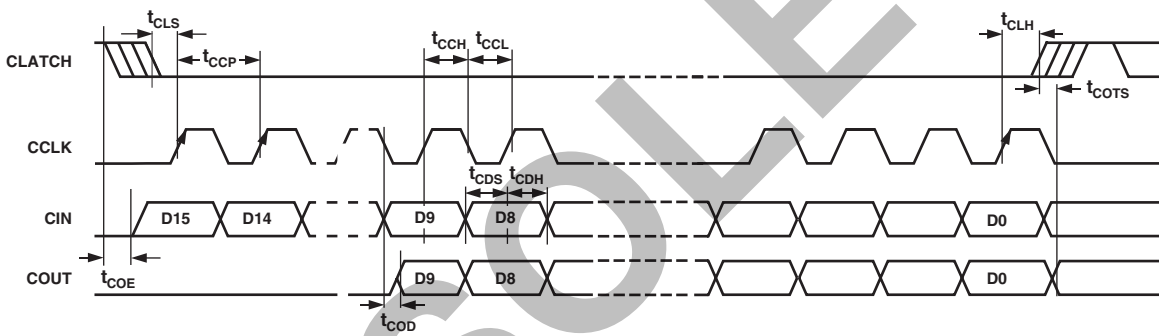 tCLS
tCCP
tCCH
tCCL
tCLH
CLATCH
tCOTS
CCLK
tCDS
tCDH
CIN
D15
D14
D9
D8
D0
tCOE
COUT
D9
D8
D0
tCOD
SOLE